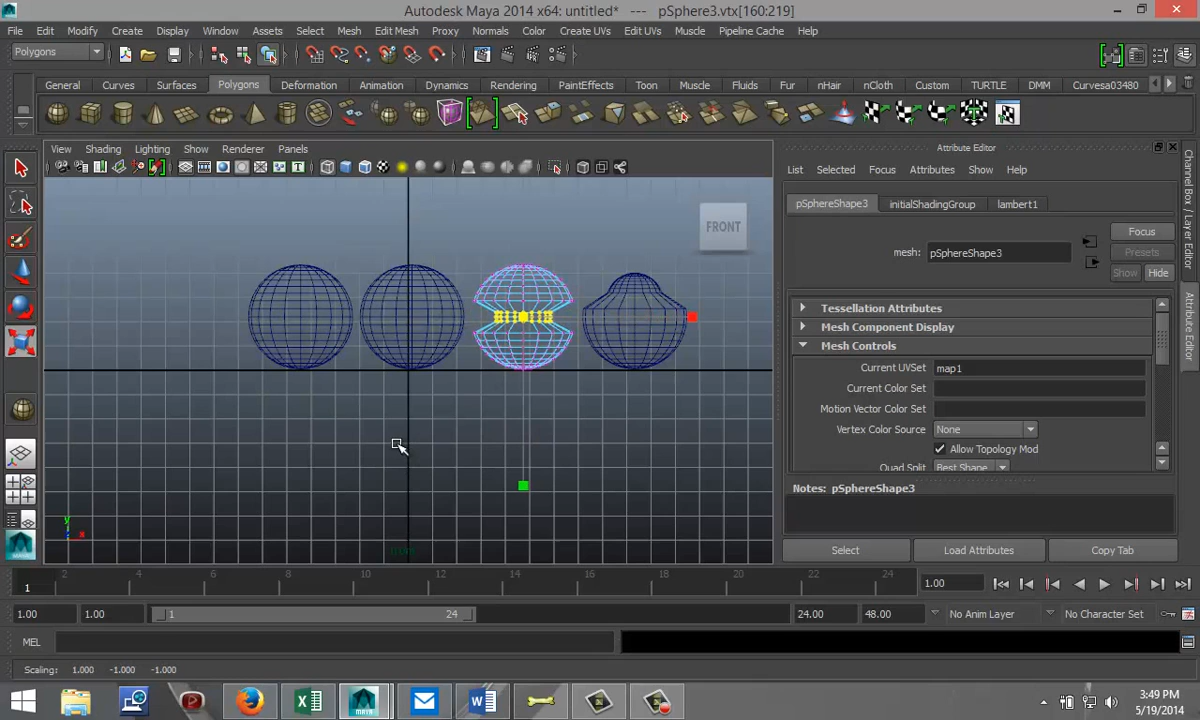 Autodesk Maya 2014 x64: untitled* --- pSphere3.vtx[160:219]
File Edit Modify Create Display Window Assets Select Mesh Edit Mesh Proxy Normals Color Create UVs Edit UVs Muscle Pipeline Cache Help
Polygons
General Curves Surfaces Polygons Deformation Animation Dynamics Rendering PaintEffects Toon Muscle Fluids Fur nHair nCloth Custom TURTLE DMM Curvesa03480
View Shading Lighting Show Renderer Panels
Attribute Editor
List Selected Focus Attributes Show Help
pSphereShape3 initialShadingGroup lambert1
FRONT
Focus
Presets
mesh: pSphereShape3
Show Hide
Tessellation Attributes
Mesh Component Display
Mesh Controls
Current UVSet map1
Current Color Set
Motion Vector Color Set
Vertex Color Source None
Allow Topology Mod
Quad Split Best Shape
Notes: pSphereShape3
Select Load Attributes Copy Tab
Channel Box / Layer Editor
Attribute Editor
y
x
2 4 6 8 10 12 14 16 18 20 22 24
1
1.00
1.00 1.00 1 24 24.00 48.00 No Anim Layer No Character Set
MEL
Scaling: 1.000 -1.000 -1.000
3:49 PM
5/19/2014